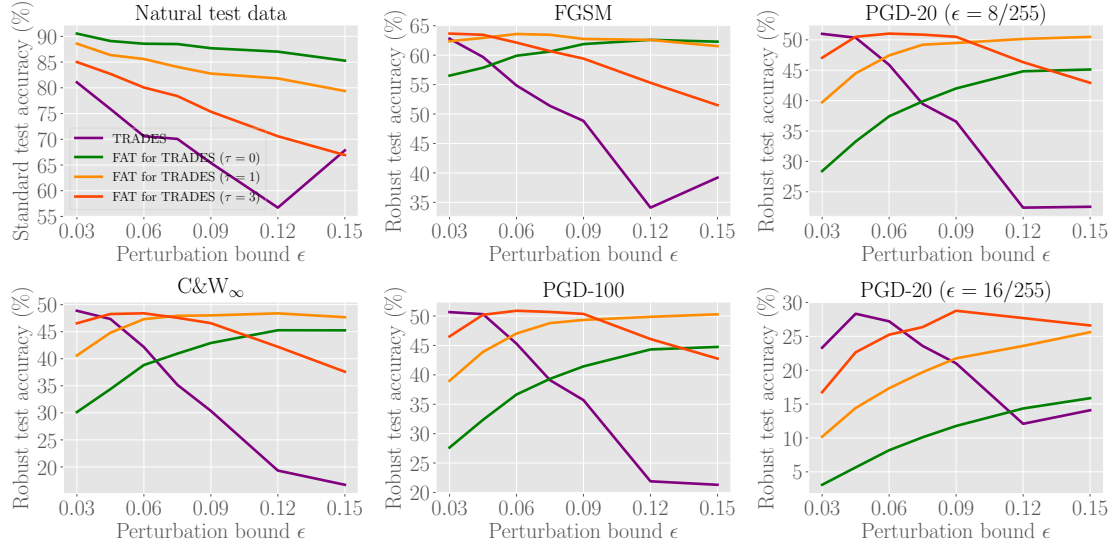 Natural test data
Standard test accuracy (%)
90
85
80
75
70
65
60
55
TRADES
FAT for TRADES (τ = 0)
FAT for TRADES (τ = 1)
FAT for TRADES (τ = 3)
0.03 0.06 0.09 0.12 0.15
Perturbation bound ϵ
FGSM
Robust test accuracy (%)
65
60
55
50
45
40
35
0.03 0.06 0.09 0.12 0.15
Perturbation bound ϵ
PGD-20 (ϵ = 8/255)
Robust test accuracy (%)
50
45
40
35
30
25
0.03 0.06 0.09 0.12 0.15
Perturbation bound ϵ
C&W∞
Robust test accuracy (%)
50
45
40
35
30
25
20
0.03 0.06 0.09 0.12 0.15
Perturbation bound ϵ
PGD-100
Robust test accuracy (%)
50
45
40
35
30
25
20
0.03 0.06 0.09 0.12 0.15
Perturbation bound ϵ
PGD-20 (ϵ = 16/255)
Robust test accuracy (%)
30
25
20
15
10
5
0.03 0.06 0.09 0.12 0.15
Perturbation bound ϵ